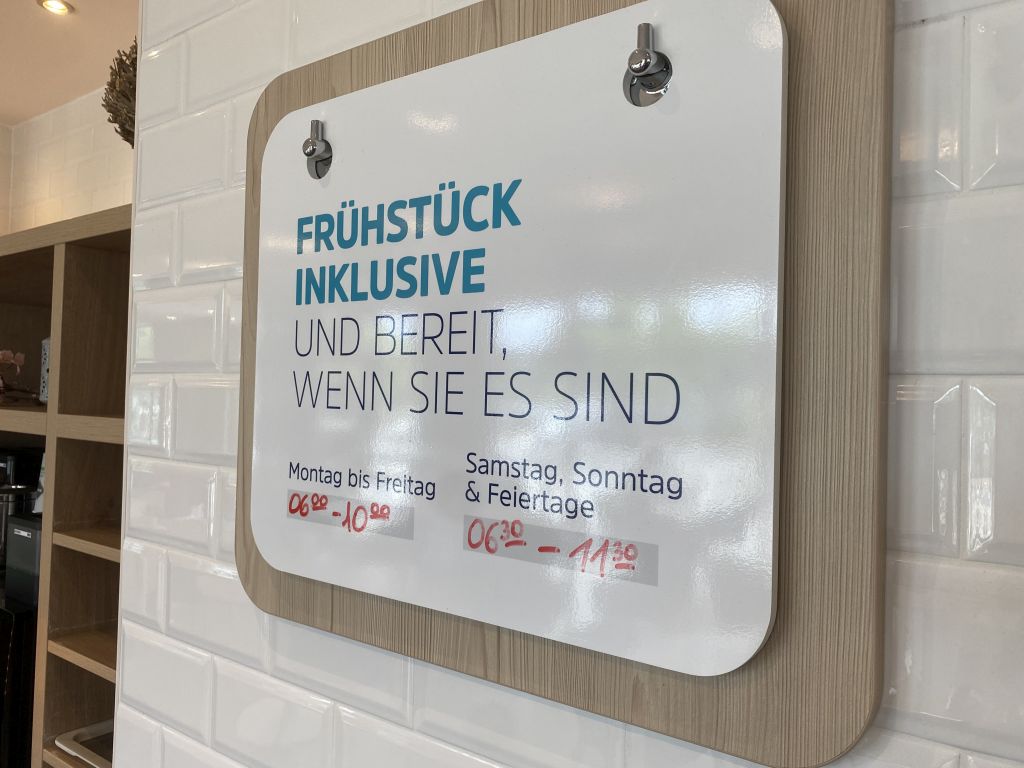 FRÜHSTÜCK
INKLUSIVE
UND BEREIT,
WENN SIE ES SIND
Montag bis Freitag
06⁰⁰ - 10⁰⁰
Samstag, Sonntag
& Feiertage
06³⁰ - 11³⁰